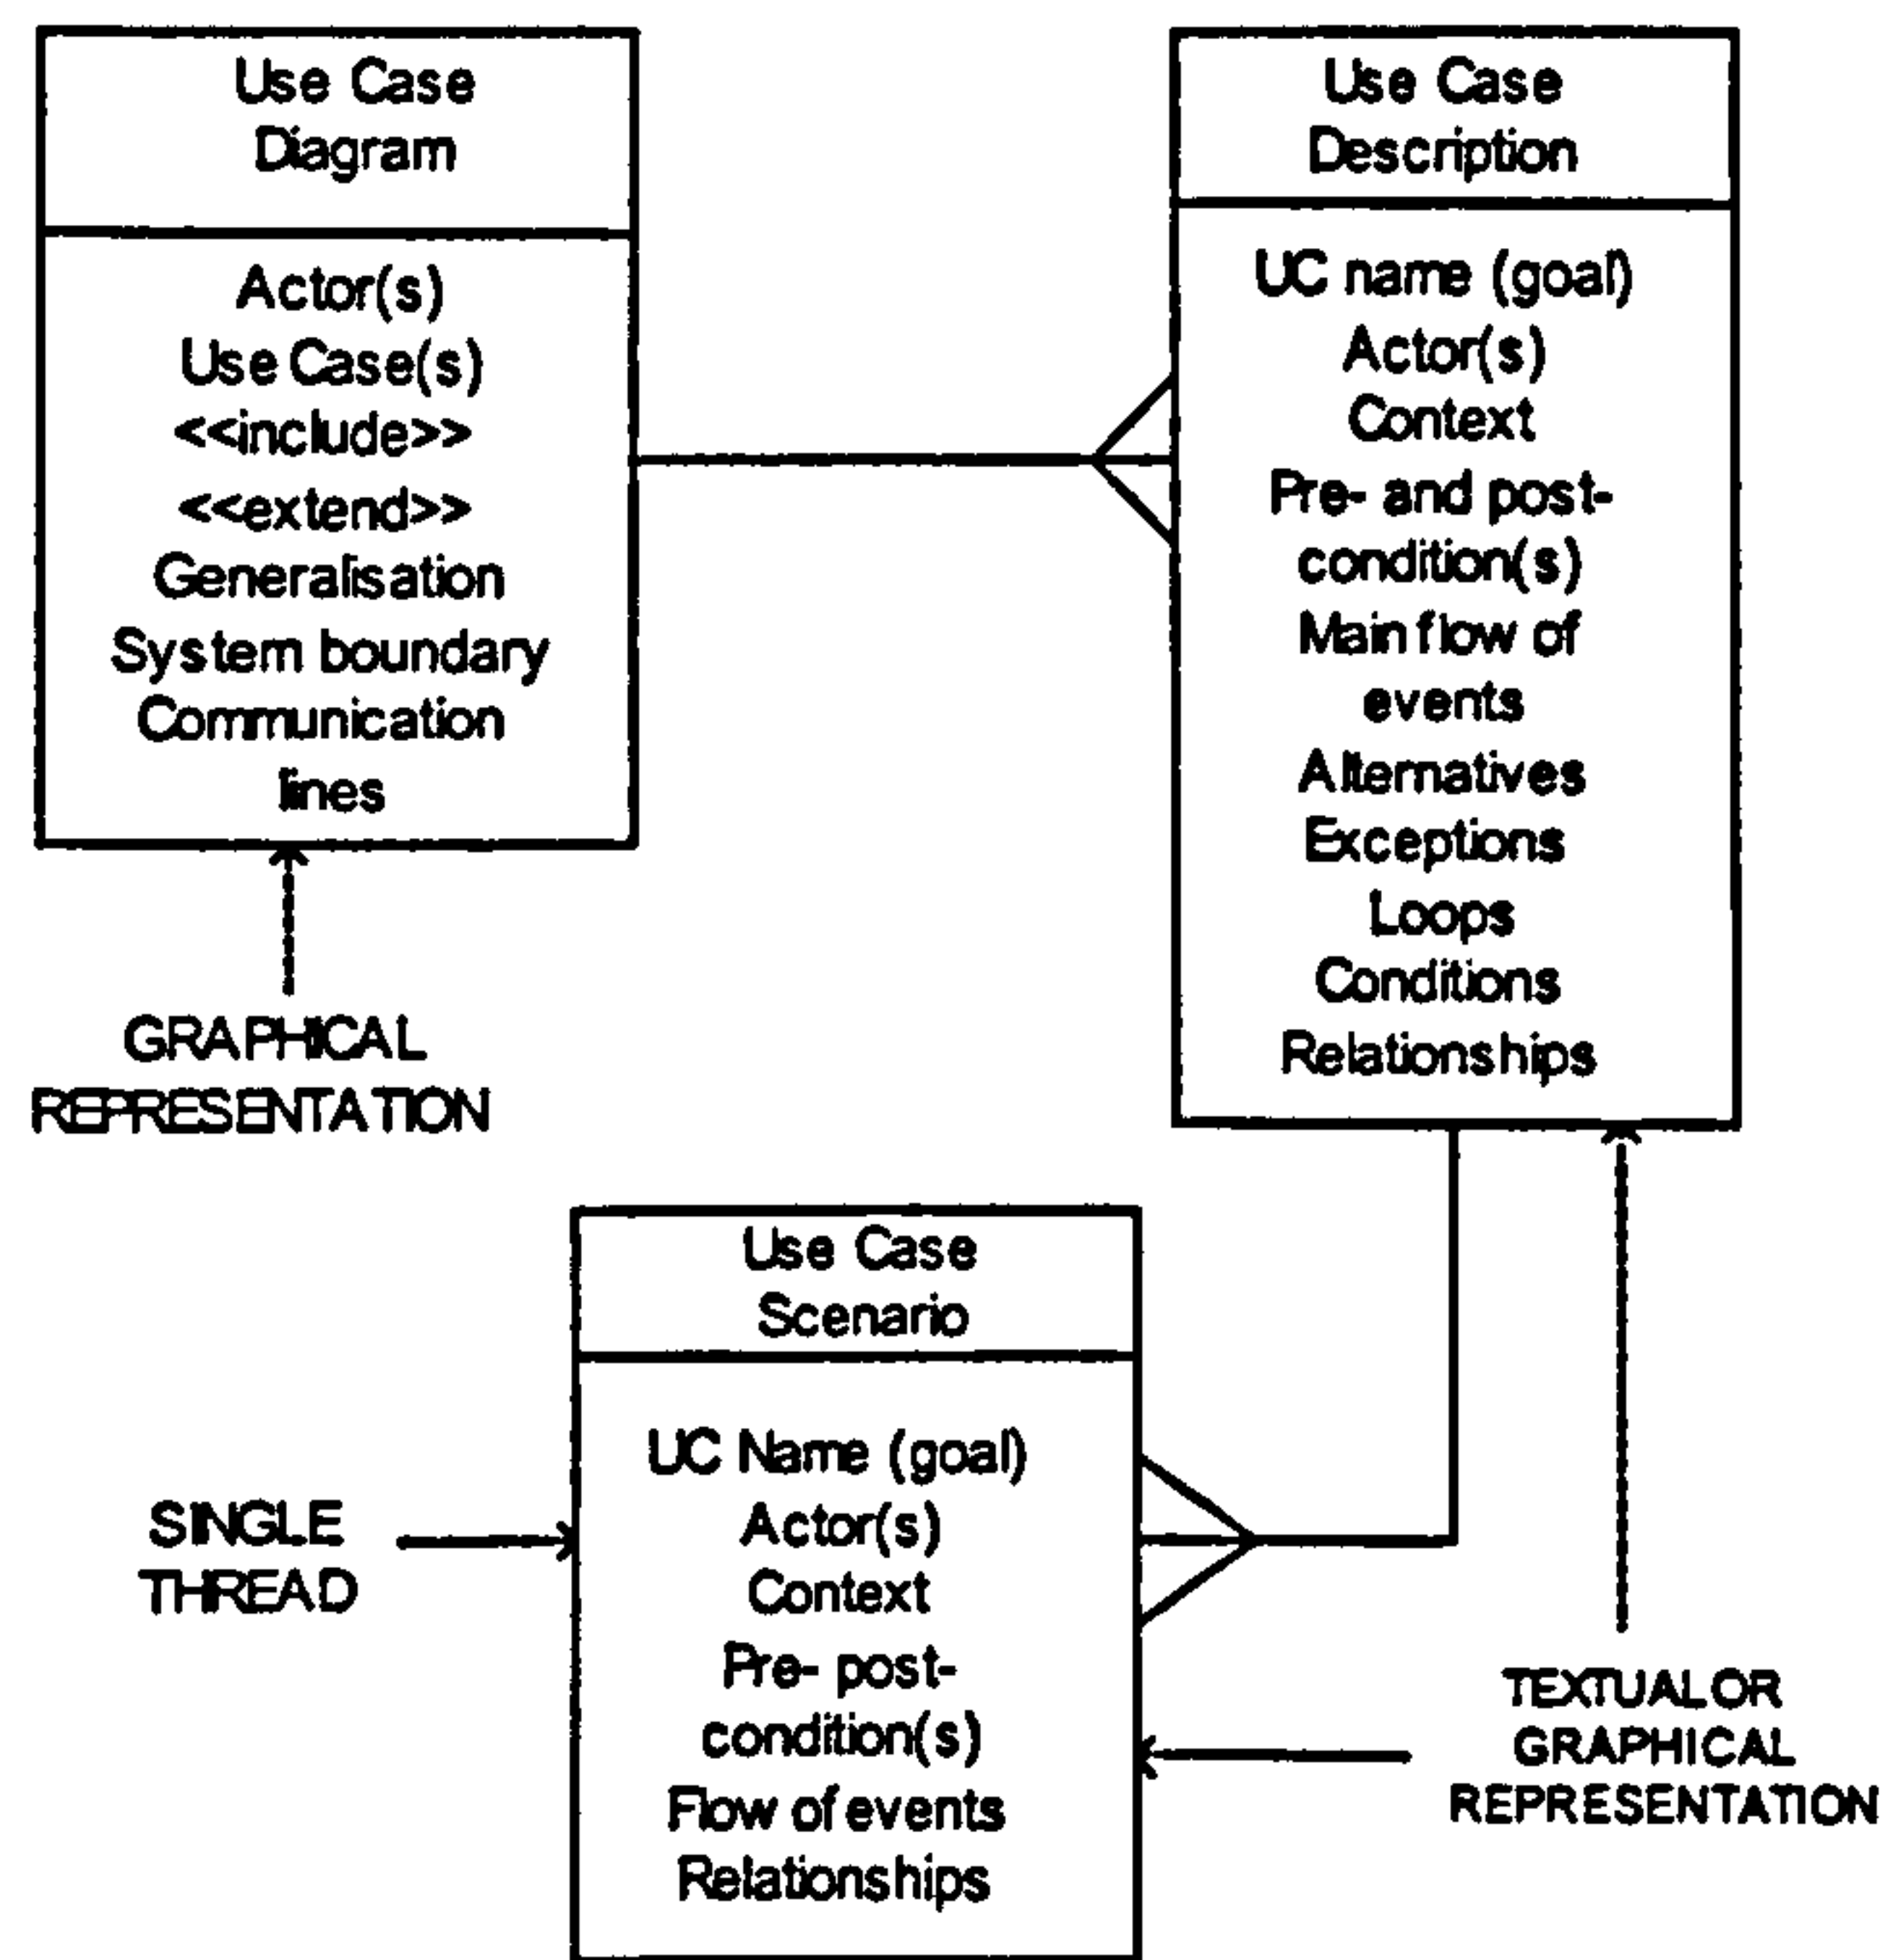 Use Case
Diagram
Actor(s)
Use Case(s)
<<include>>
<<extend>>
Generalisation
System boundary
Communication
lines
GRAPHICAL
REPRESENTATION
Use Case
Description
UC name (goal)
Actor(s)
Context
Pre- and post-
condition(s)
Main flow of
events
Alternatives
Exceptions
Loops
Conditions
Relationships
Use Case
Scenario
UC Name (goal)
Actor(s)
Context
Pre- post-
condition(s)
Flow of events
Relationships
SINGLE
THREAD
TEXTUAL OR
GRAPHICAL
REPRESENTATION